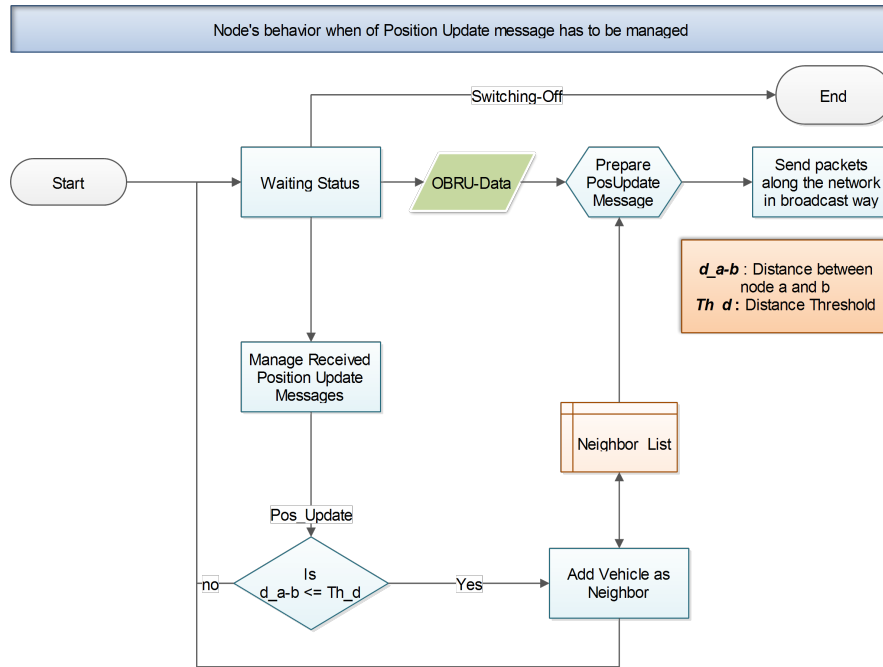 Node's behavior when of Position Update message has to be managed
Switching-Off
End
Start
Waiting Status
OBRU-Data
Prepare
PosUpdate
Message
Send packets
along the network
in broadcast way
d_a-b : Distance between
node a and b
Th d : Distance Threshold
Manage Received
Position Update
Messages
Neighbor List
Pos_Update
Is
d_a-b <= Th_d
no
Yes
Add Vehicle as
Neighbor